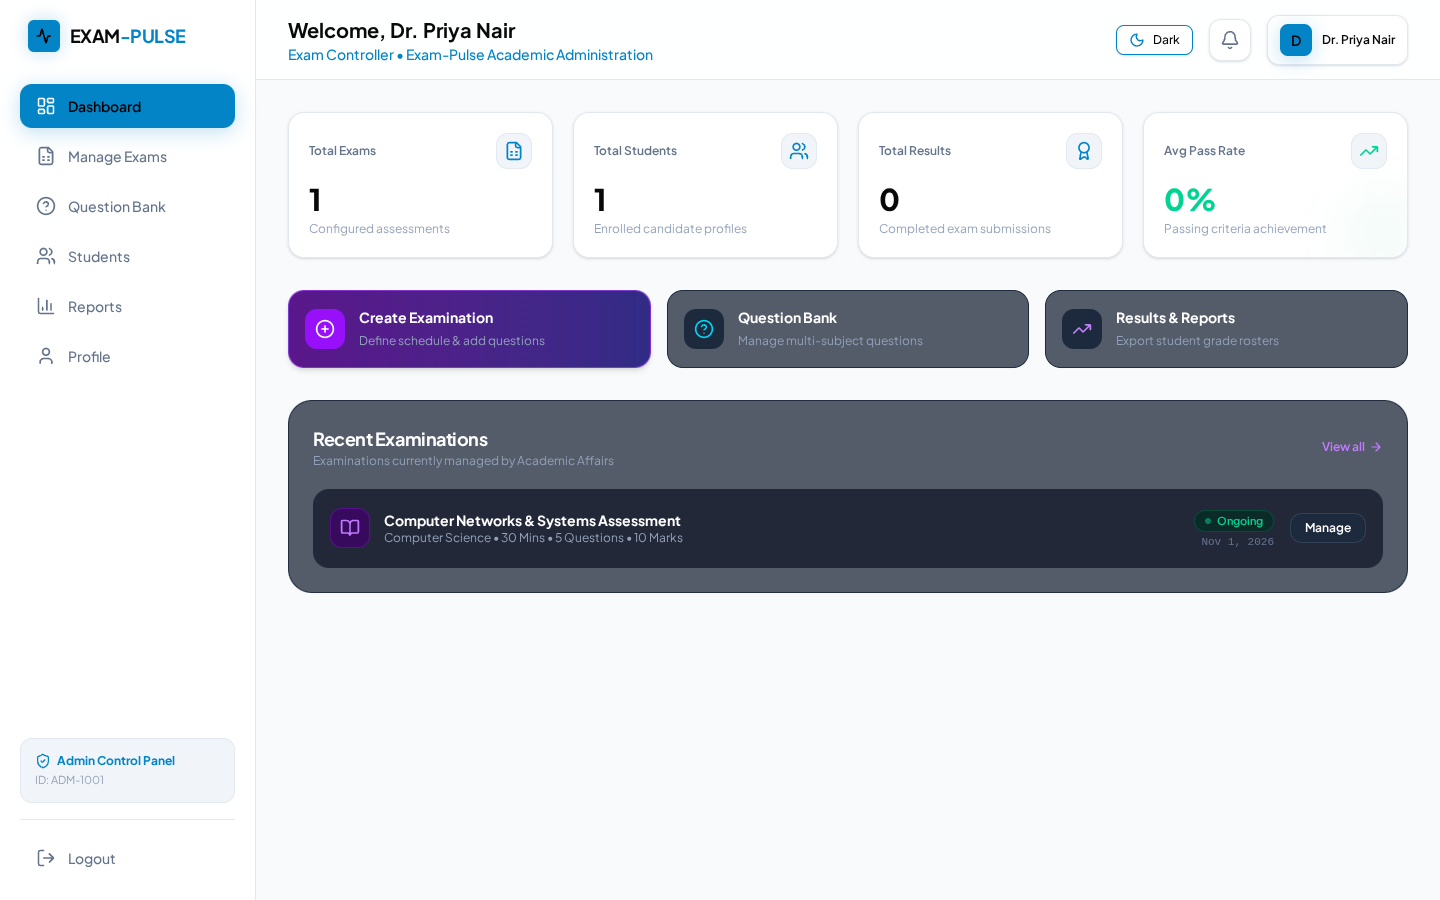 EXAM-PULSE
Dashboard
Manage Exams
Question Bank
Students
Reports
Profile
Admin Control Panel
ID: ADM-1001
Logout
Welcome, Dr. Priya Nair
Exam Controller • Exam-Pulse Academic Administration
Dark
D
Dr. Priya Nair
Total Exams
1
Configured assessments
Total Students
1
Enrolled candidate profiles
Total Results
0
Completed exam submissions
Avg Pass Rate
0%
Passing criteria achievement
Create Examination
Define schedule & add questions
Question Bank
Manage multi-subject questions
Results & Reports
Export student grade rosters
Recent Examinations
Examinations currently managed by Academic Affairs
View all
Computer Networks & Systems Assessment
Computer Science • 30 Mins • 5 Questions • 10 Marks
Ongoing
Nov 1, 2026
Manage